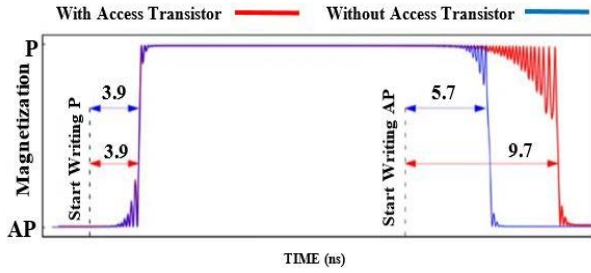 With Access Transistor Without Access Transistor
P
Magnetization
AP
Start Writing P
3.9
3.9
Start Writing AP
5.7
9.7
TIME (ns)